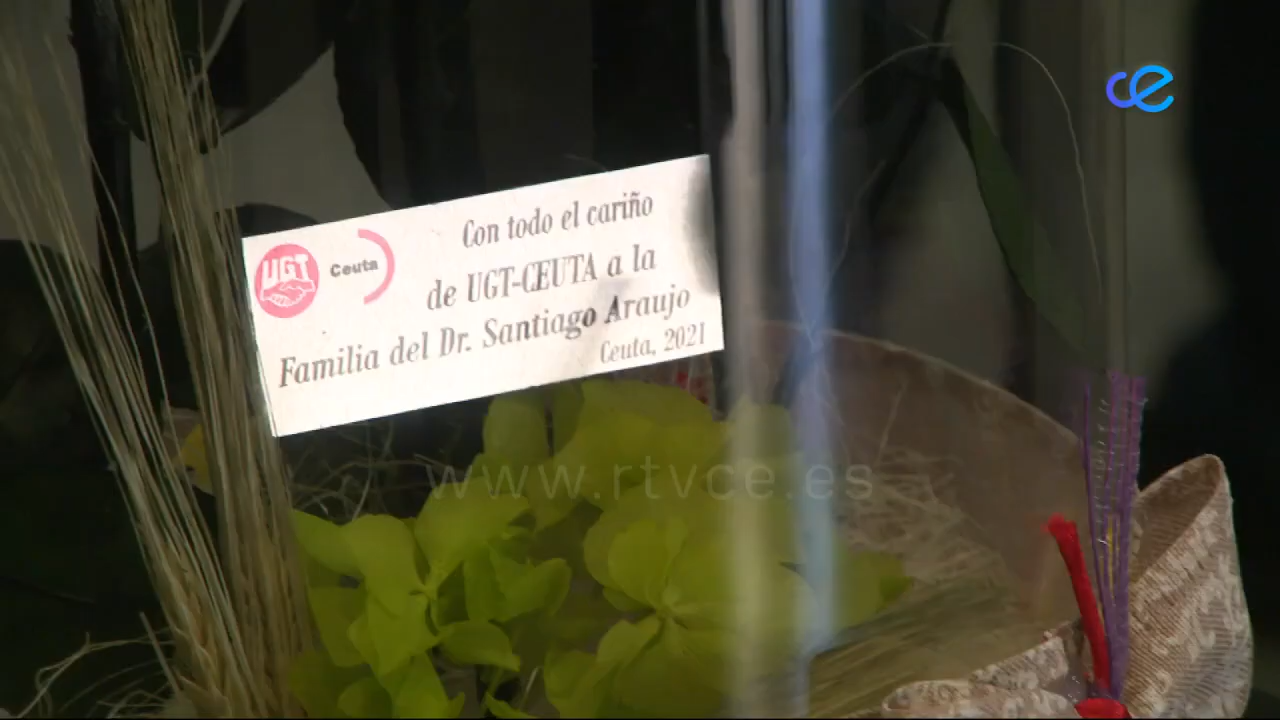 ce
UGT
Ceuta
Con todo el cariño
de UGT-CEUTA a la
Familia del Dr. Santiago Araujo
Ceuta, 2021
www.rtvce.es